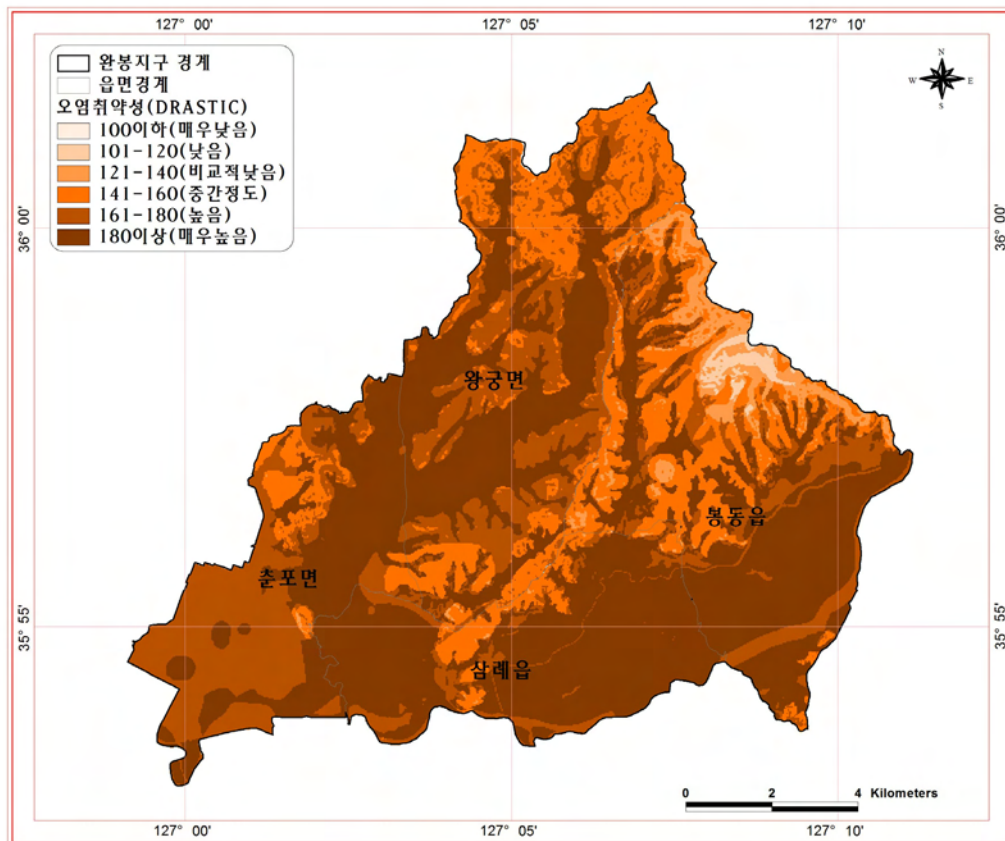 127° 00'
127° 05'
127° 10'
완봉지구 경계
읍면경계
오염취약성(DRASTIC)
100이하(매우낮음)
101-120(낮음)
121-140(비교적낮음)
141-160(중간정도)
161-180(높음)
180이상(매우높음)
N
W E
S
36° 00'
36° 00'
왕궁면
봉동읍
춘포면
35° 55'
35° 55'
삼례읍
0 2 4 Kilometers
127° 00'
127° 05'
127° 10'